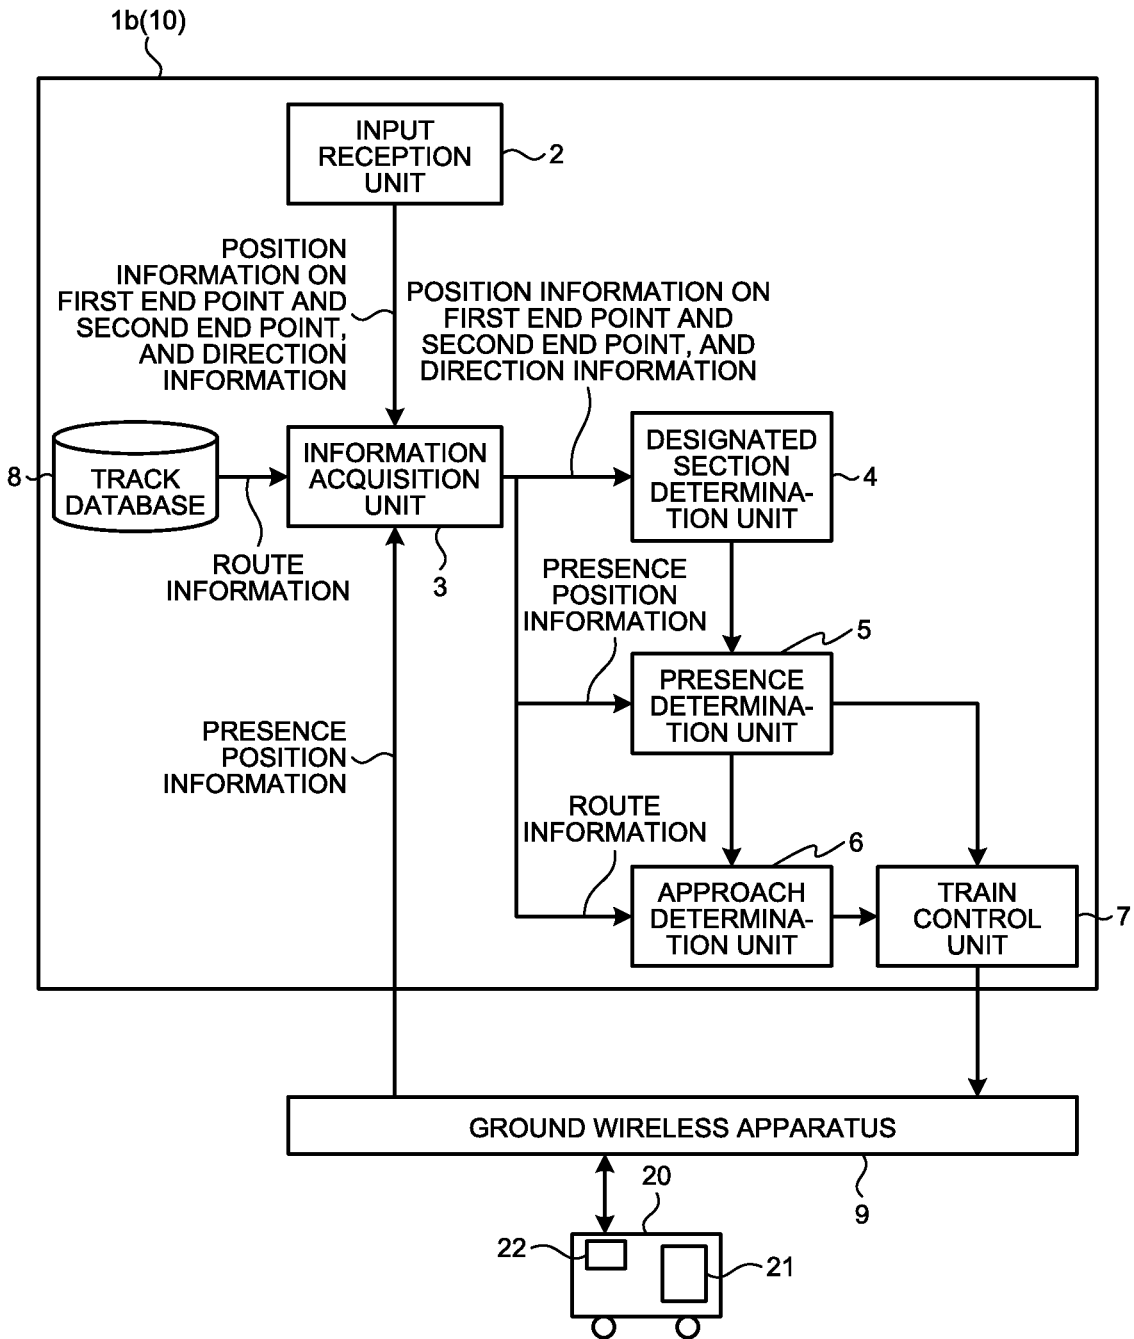 1b(10)
INPUT
RECEPTION
UNIT
2
POSITION
INFORMATION ON
FIRST END POINT AND
SECOND END POINT,
AND DIRECTION
INFORMATION
POSITION INFORMATION ON
FIRST END POINT AND
SECOND END POINT, AND
DIRECTION INFORMATION
8
TRACK
DATABASE
INFORMATION
ACQUISITION
UNIT
3
DESIGNATED
SECTION
DETERMINA-
TION UNIT
4
ROUTE
INFORMATION
PRESENCE
POSITION
INFORMATION
5
PRESENCE
DETERMINA-
TION UNIT
PRESENCE
POSITION
INFORMATION
ROUTE
INFORMATION
6
APPROACH
DETERMINA-
TION UNIT
TRAIN
CONTROL
UNIT
7
GROUND WIRELESS APPARATUS
9
20
22
21